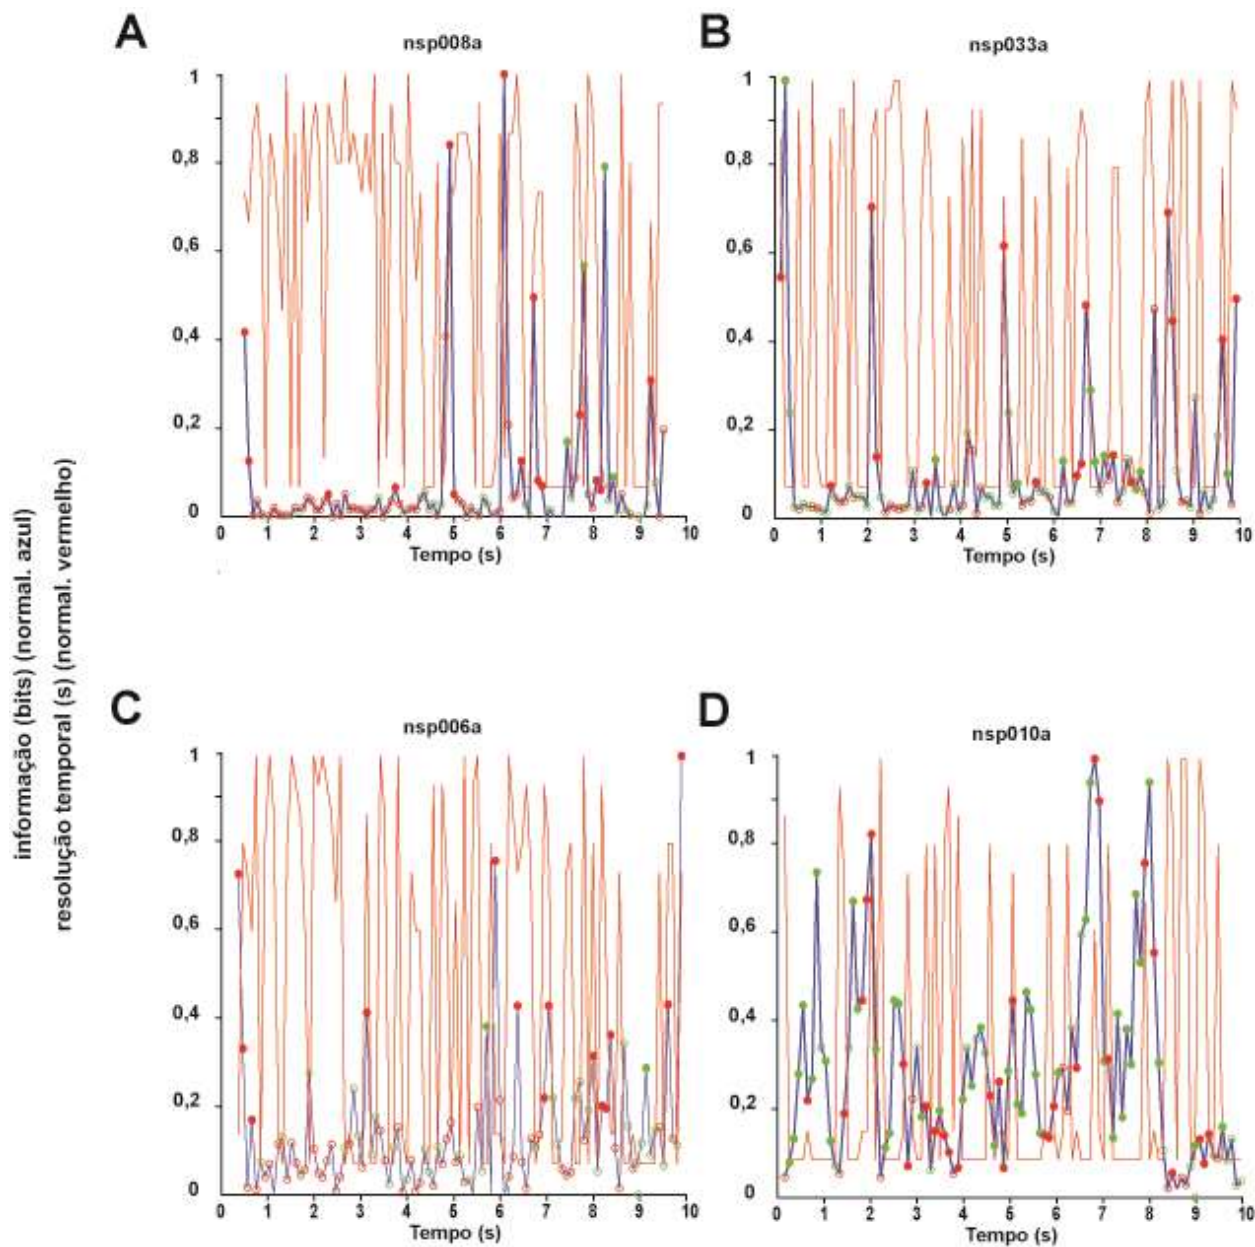 A
nsp008a
1
0,8
0,6
0,4
0,2
0
0 1 2 3 4 5 6 7 8 9 10
Tempo (s)
B
nsp033a
1
0,8
0,6
0,4
0,2
0
0 1 2 3 4 5 6 7 8 9 10
Tempo (s)
informação (bits) (normal. azul)
resolução temporal (s) (normal. vermelho)
C
nsp006a
1
0,8
0,6
0,4
0,2
0
0 1 2 3 4 5 6 7 8 9 10
Tempo (s)
D
nsp010a
1
0,8
0,6
0,4
0,2
0
0 1 2 3 4 5 6 7 8 9 10
Tempo (s)